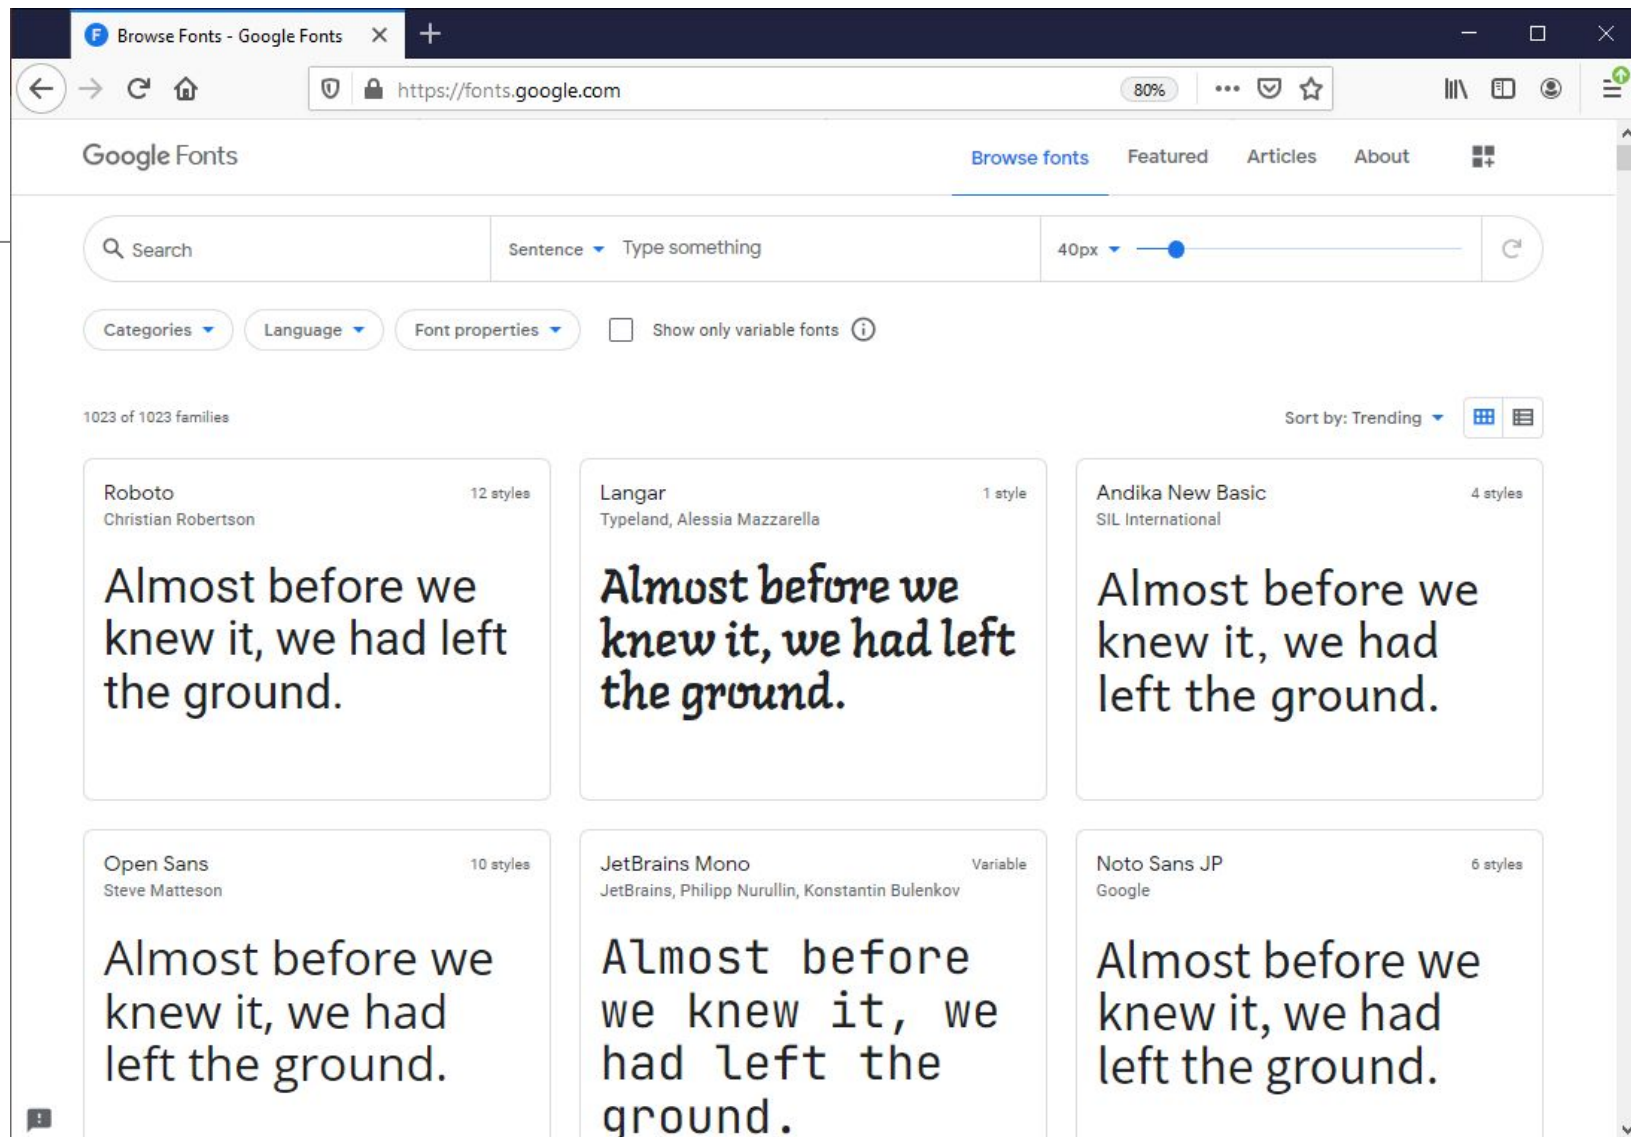 Browse Fonts - Google Fonts
https://fonts.google.com
80%
Google Fonts
Browse fonts Featured Articles About
Search Sentence Type something 40px
Categories Language Font properties Show only variable fonts
1023 of 1023 families Sort by: Trending
Roboto 12 styles
Christian Robertson
Almost before we
knew it, we had left
the ground.
Langar 1 style
Typeland, Alessia Mazzarella
Almost before we
knew it, we had left
the ground.
Andika New Basic 4 styles
SIL International
Almost before we
knew it, we had
left the ground.
Open Sans 10 styles
Steve Matteson
Almost before we
knew it, we had
left the ground.
JetBrains Mono Variable
JetBrains, Philipp Nurullin, Konstantin Bulenkov
Almost before
we knew it, we
had left the
ground.
Noto Sans JP 6 styles
Google
Almost before we
knew it, we had
left the ground.